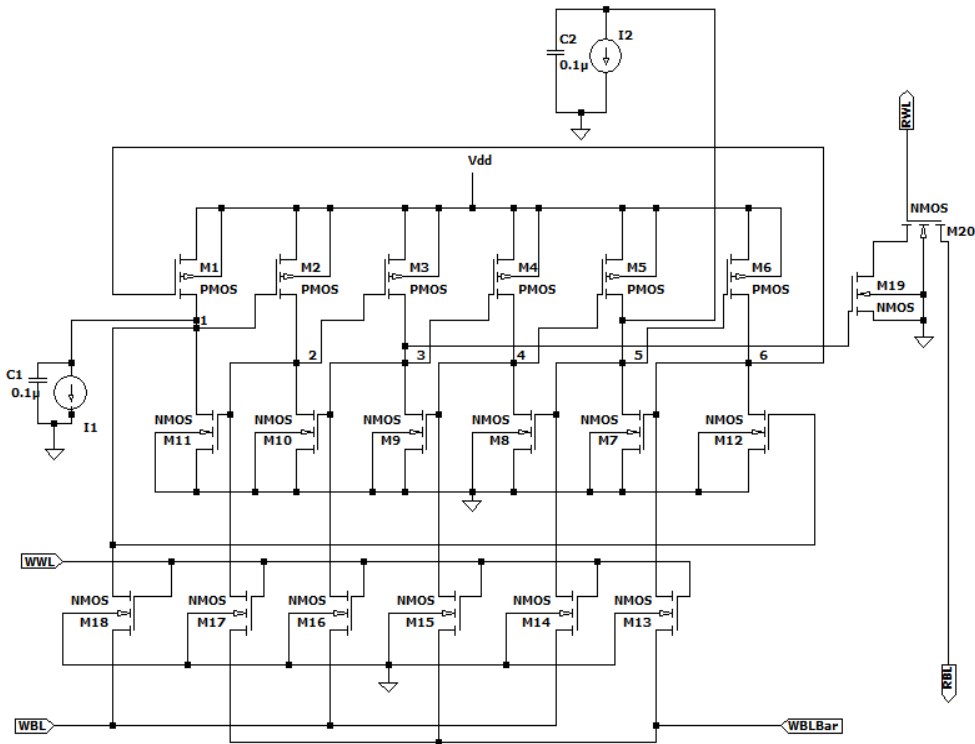 C2
I2
0.1µ
RWL
Vdd
NMOS
M20
M1
M2
M3
M4
M5
M6
PMOS
PMOS
PMOS
PMOS
PMOS
PMOS
M19
NMOS
1
2
3
4
5
6
C1
0.1µ
I1
NMOS
NMOS
NMOS
NMOS
NMOS
NMOS
M11
M10
M9
M8
M7
M12
WWL
NMOS
NMOS
NMOS
NMOS
NMOS
NMOS
M18
M17
M16
M15
M14
M13
RBL
WBL
WBLBar